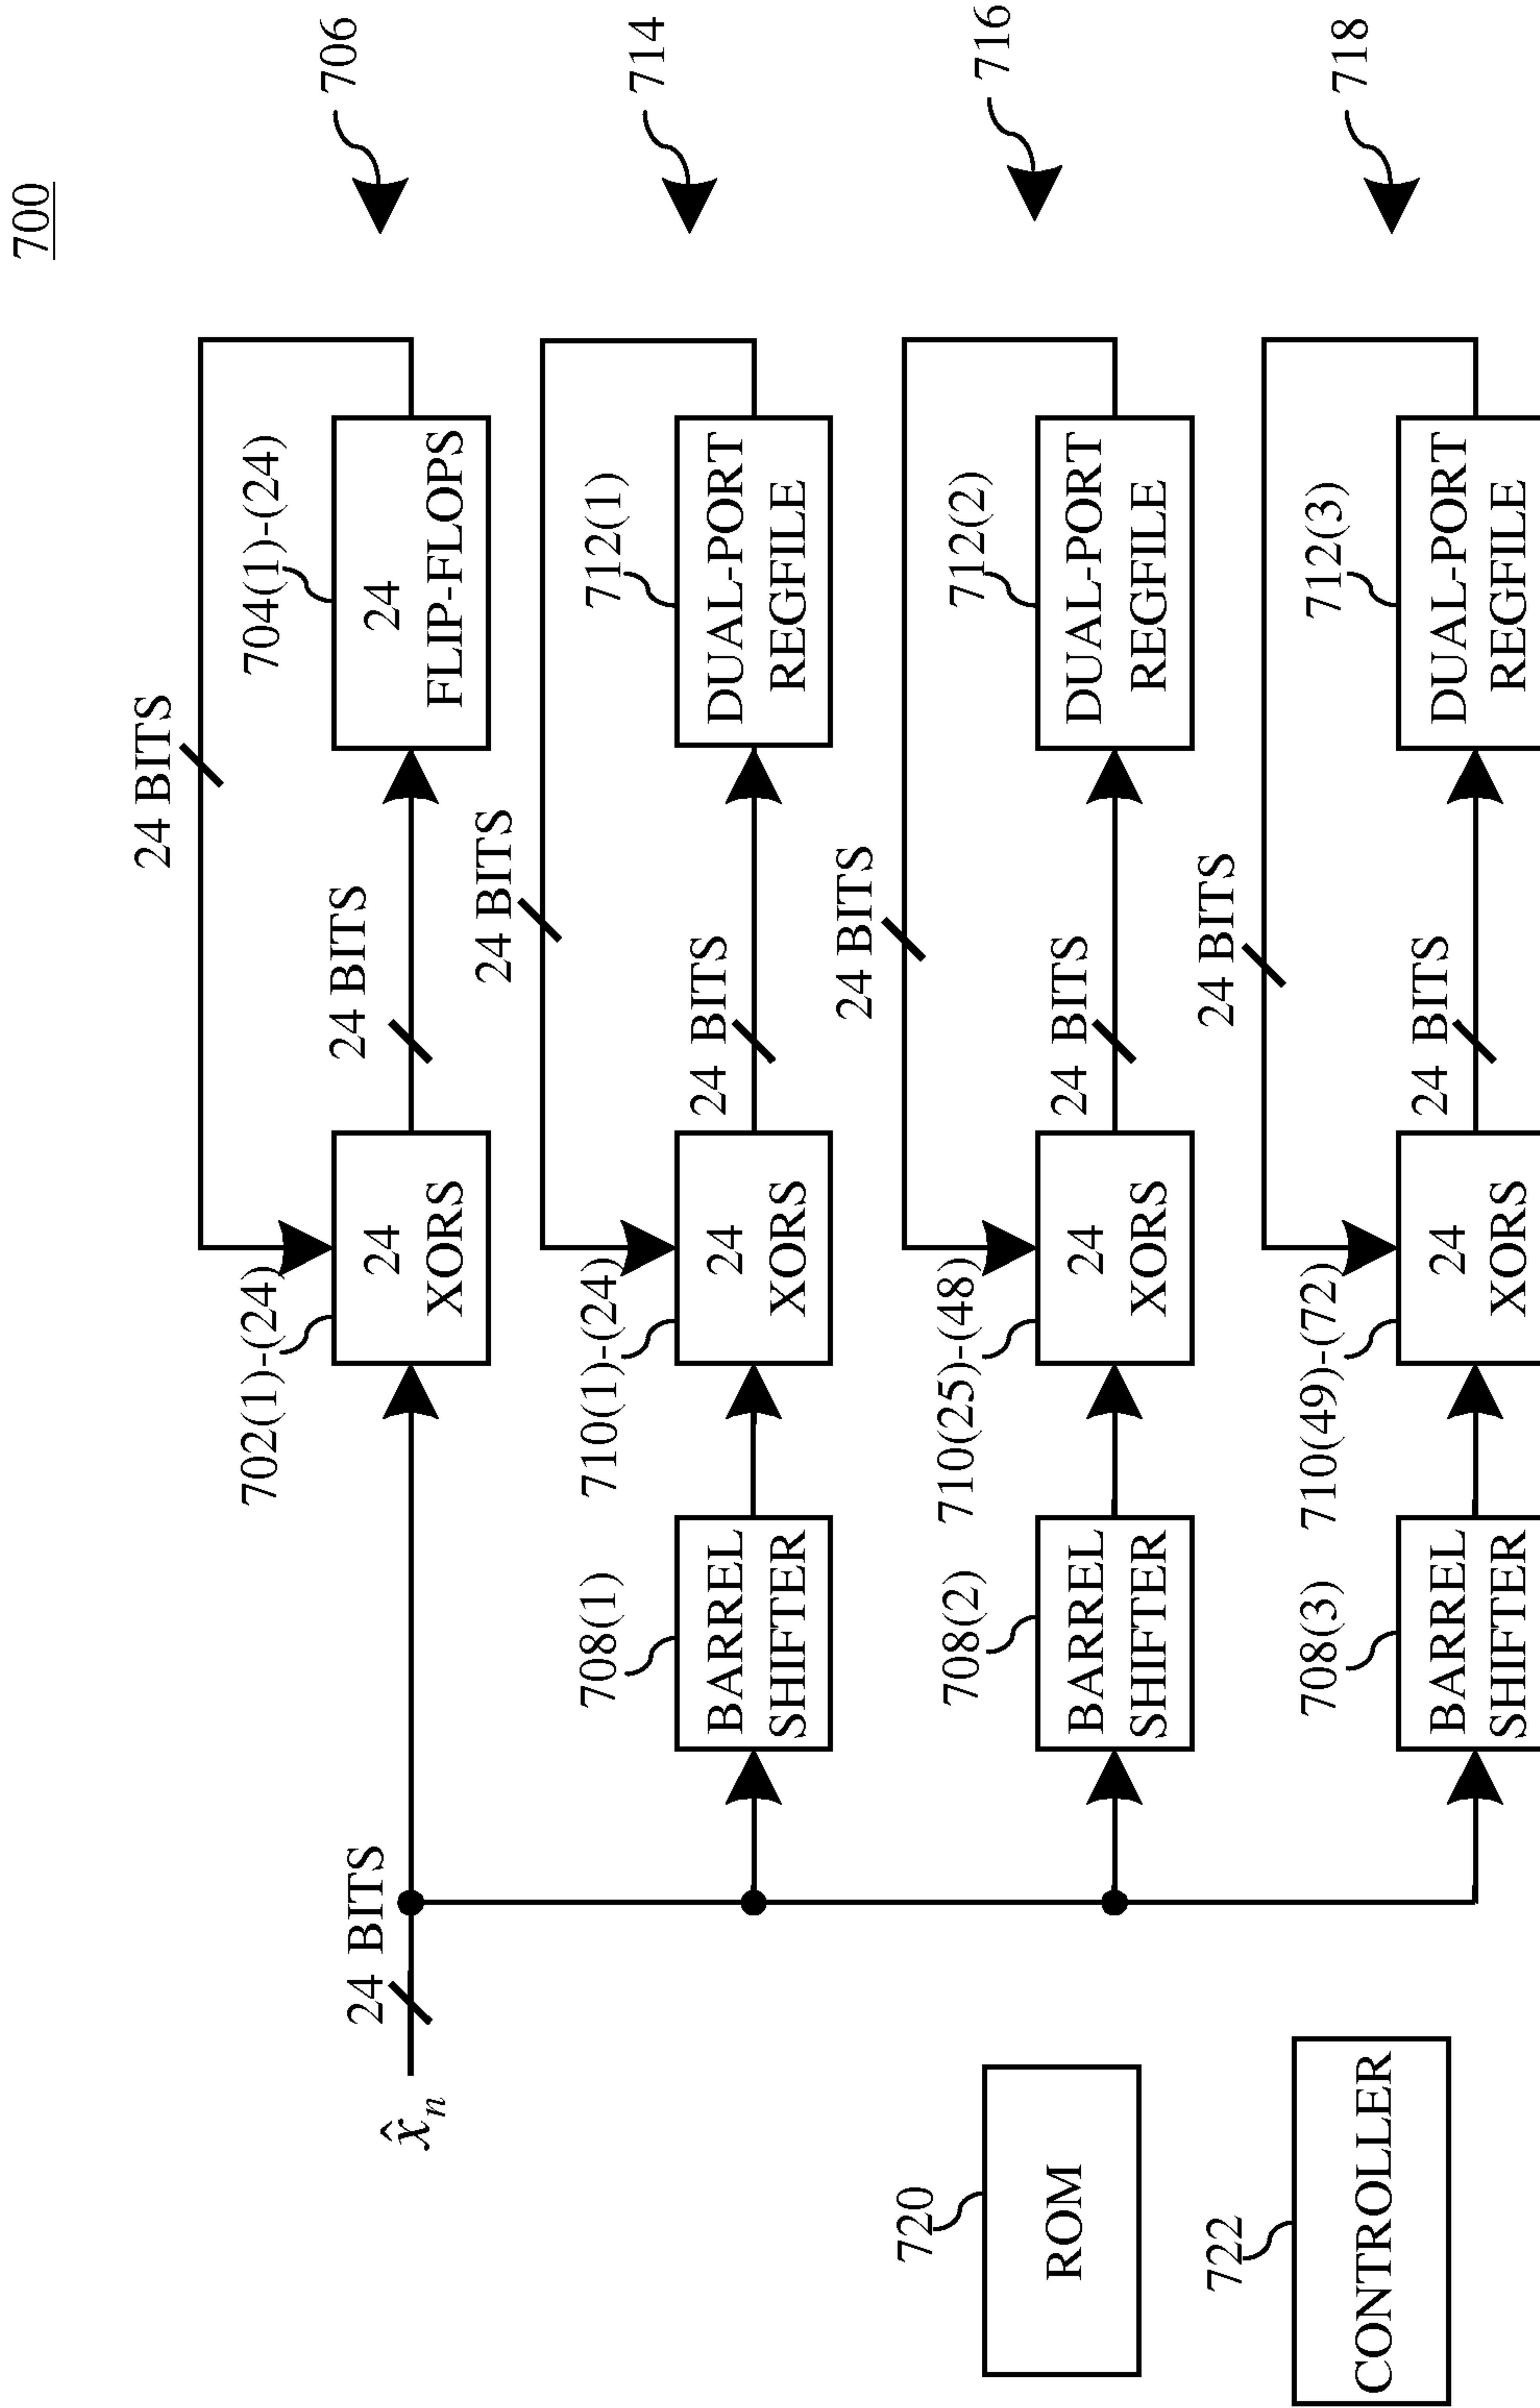 700
24 BITS
704(1)-(24)
702(1)-(24)
24 BITS
24 BITS
x̂n
24
XORS
24
FLIP-FLOPS
706
24 BITS
708(1)
710(1)-(24)
712(1)
24 BITS
BARREL
SHIFTER
24
XORS
DUAL-PORT
REGFILE
714
24 BITS
708(2)
710(25)-(48)
712(2)
24 BITS
BARREL
SHIFTER
24
XORS
DUAL-PORT
REGFILE
716
24 BITS
708(3)
710(49)-(72)
712(3)
24 BITS
BARREL
SHIFTER
24
XORS
DUAL-PORT
REGFILE
718
720
ROM
722
CONTROLLER